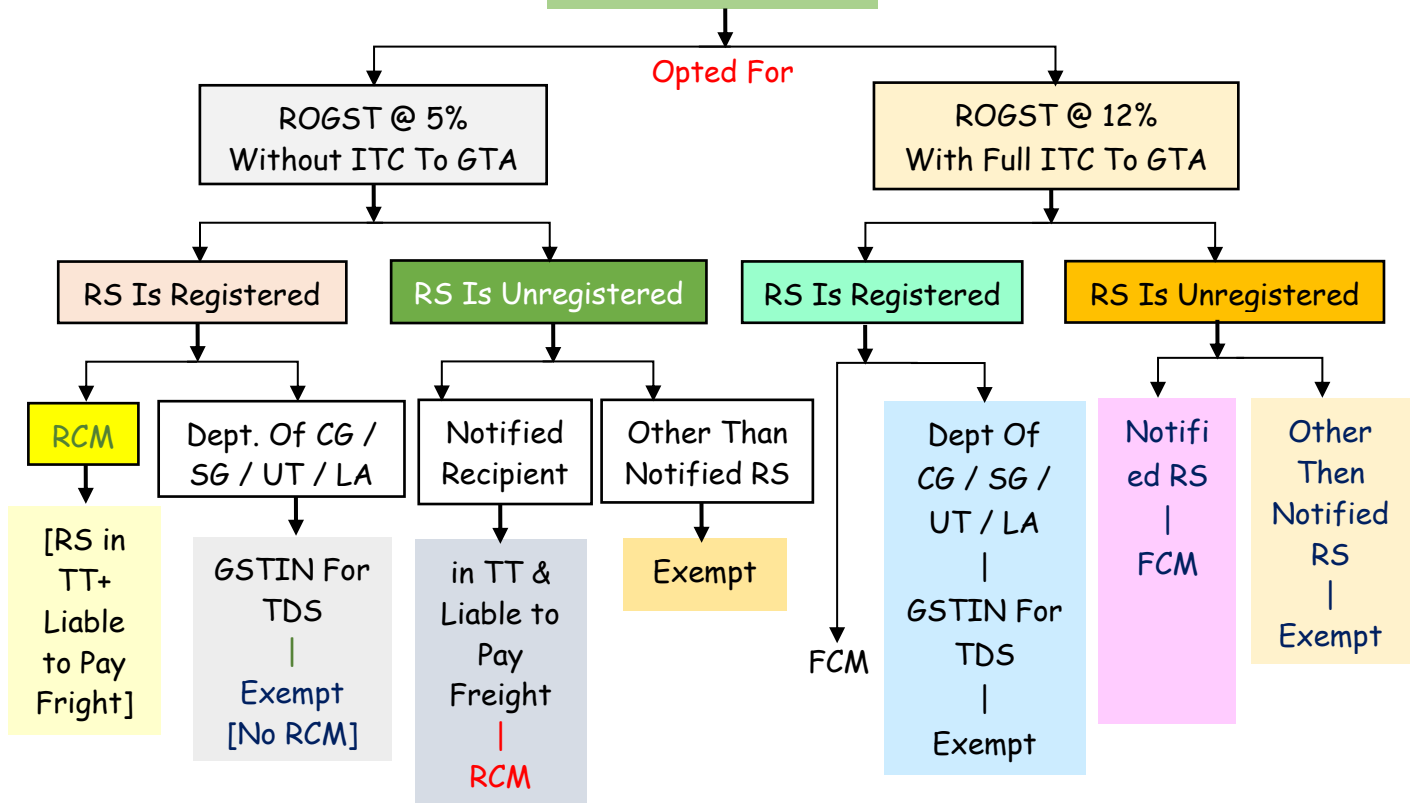 Opted For
ROGST @ 5%
Without ITC To GTA
ROGST @ 12%
With Full ITC To GTA
RS Is Registered
RS Is Unregistered
RS Is Registered
RS Is Unregistered
RCM
[RS in
TT+
Liable
to Pay
Fright]
Dept. Of CG /
SG / UT / LA
GSTIN For
TDS
|
Exempt
[No RCM]
Notified
Recipient
in TT &
Liable to
Pay
Freight
|
RCM
Other Than
Notified RS
Exempt
FCM
Dept Of
CG / SG /
UT / LA
|
GSTIN For
TDS
|
Exempt
Notifi
ed RS
|
FCM
Other
Then
Notified
RS
|
Exempt